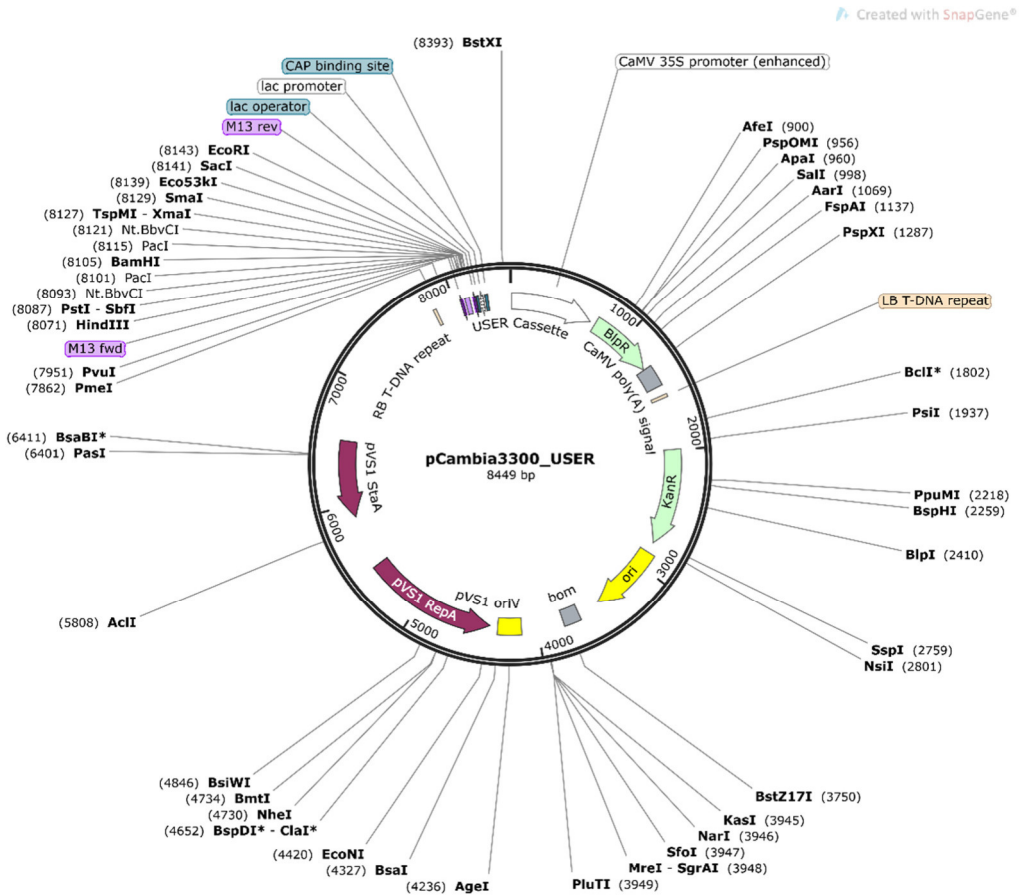 Created with SnapGene®
(8393) BstXI
CaMV 35S promoter (enhanced)
CAP binding site
lac promoter
lac operator
M13 rev
(8143) EcoRI
(8141) SacI
(8139) Eco53kI
(8129) SmaI
(8127) TspMI - XmaI
(8121) Nt.BbvCI
(8115) PacI
(8105) BamHI
(8101) PacI
(8093) Nt.BbvCI
(8087) PstI - SbfI
(8071) HindIII
M13 fwd
(7951) PvuI
(7862) PmeI
(6411) BsaBI*
(6401) PasI
(5808) AclI
(4846) BsiWI
(4734) BmtI
(4730) NheI
(4652) BspDI* - ClaI*
(4420) EcoNI
(4327) BsaI
(4236) AgeI
AfeI (900)
PspOMI (956)
ApaI (960)
SalI (998)
AarI (1069)
FspAI (1137)
PspXI (1287)
LB T-DNA repeat
BclI* (1802)
PsiI (1937)
PpuMI (2218)
BspHI (2259)
BlpI (2410)
SspI (2759)
NsiI (2801)
BstZ17I (3750)
KasI (3945)
NarI (3946)
SfoI (3947)
MreI - SgrAI (3948)
PluTI (3949)
8000
1000
2000
3000
4000
5000
6000
7000
USER Cassette
BlpR
CaMV poly(A) signal
KanR
ori
bom
pVS1 oriV
pVS1 RepA
pVS1 StaA
RB T-DNA repeat
pCambia3300_USER
8449 bp